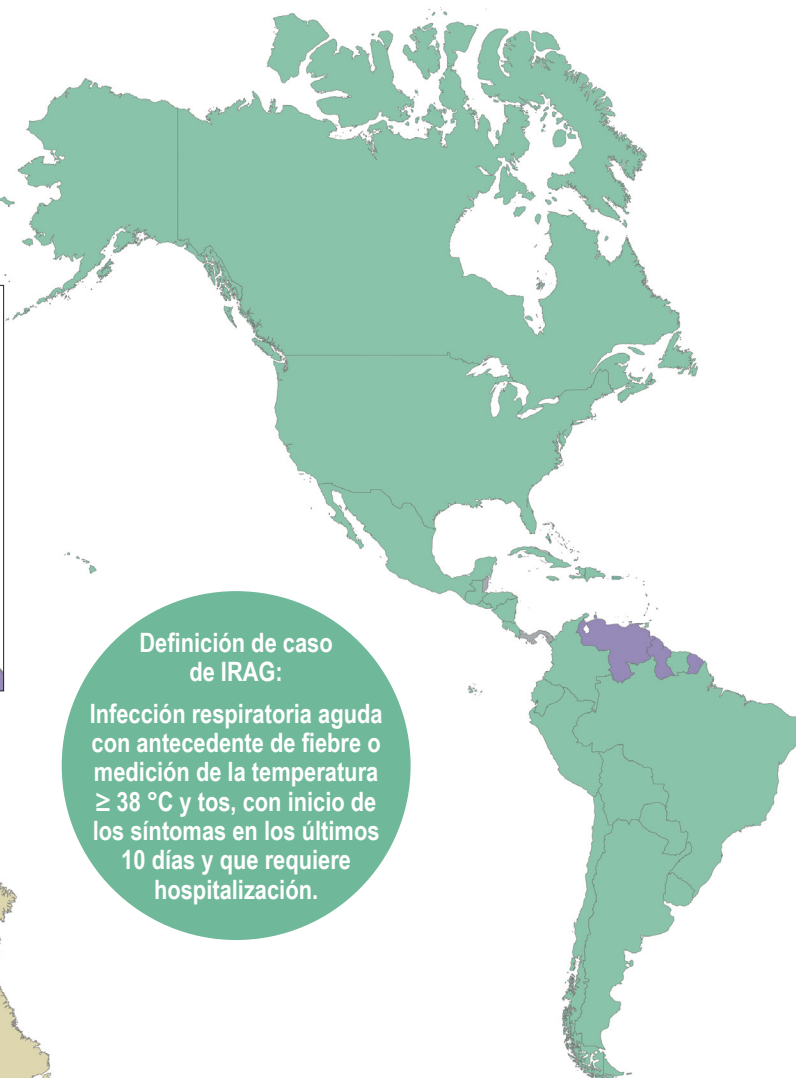 Definición de caso
de IRAG:
Infección respiratoria aguda
con antecedente de fiebre o
medición de la temperatura
≥ 38 °C y tos, con inicio de
los síntomas en los últimos
10 días y que requiere
hospitalización.